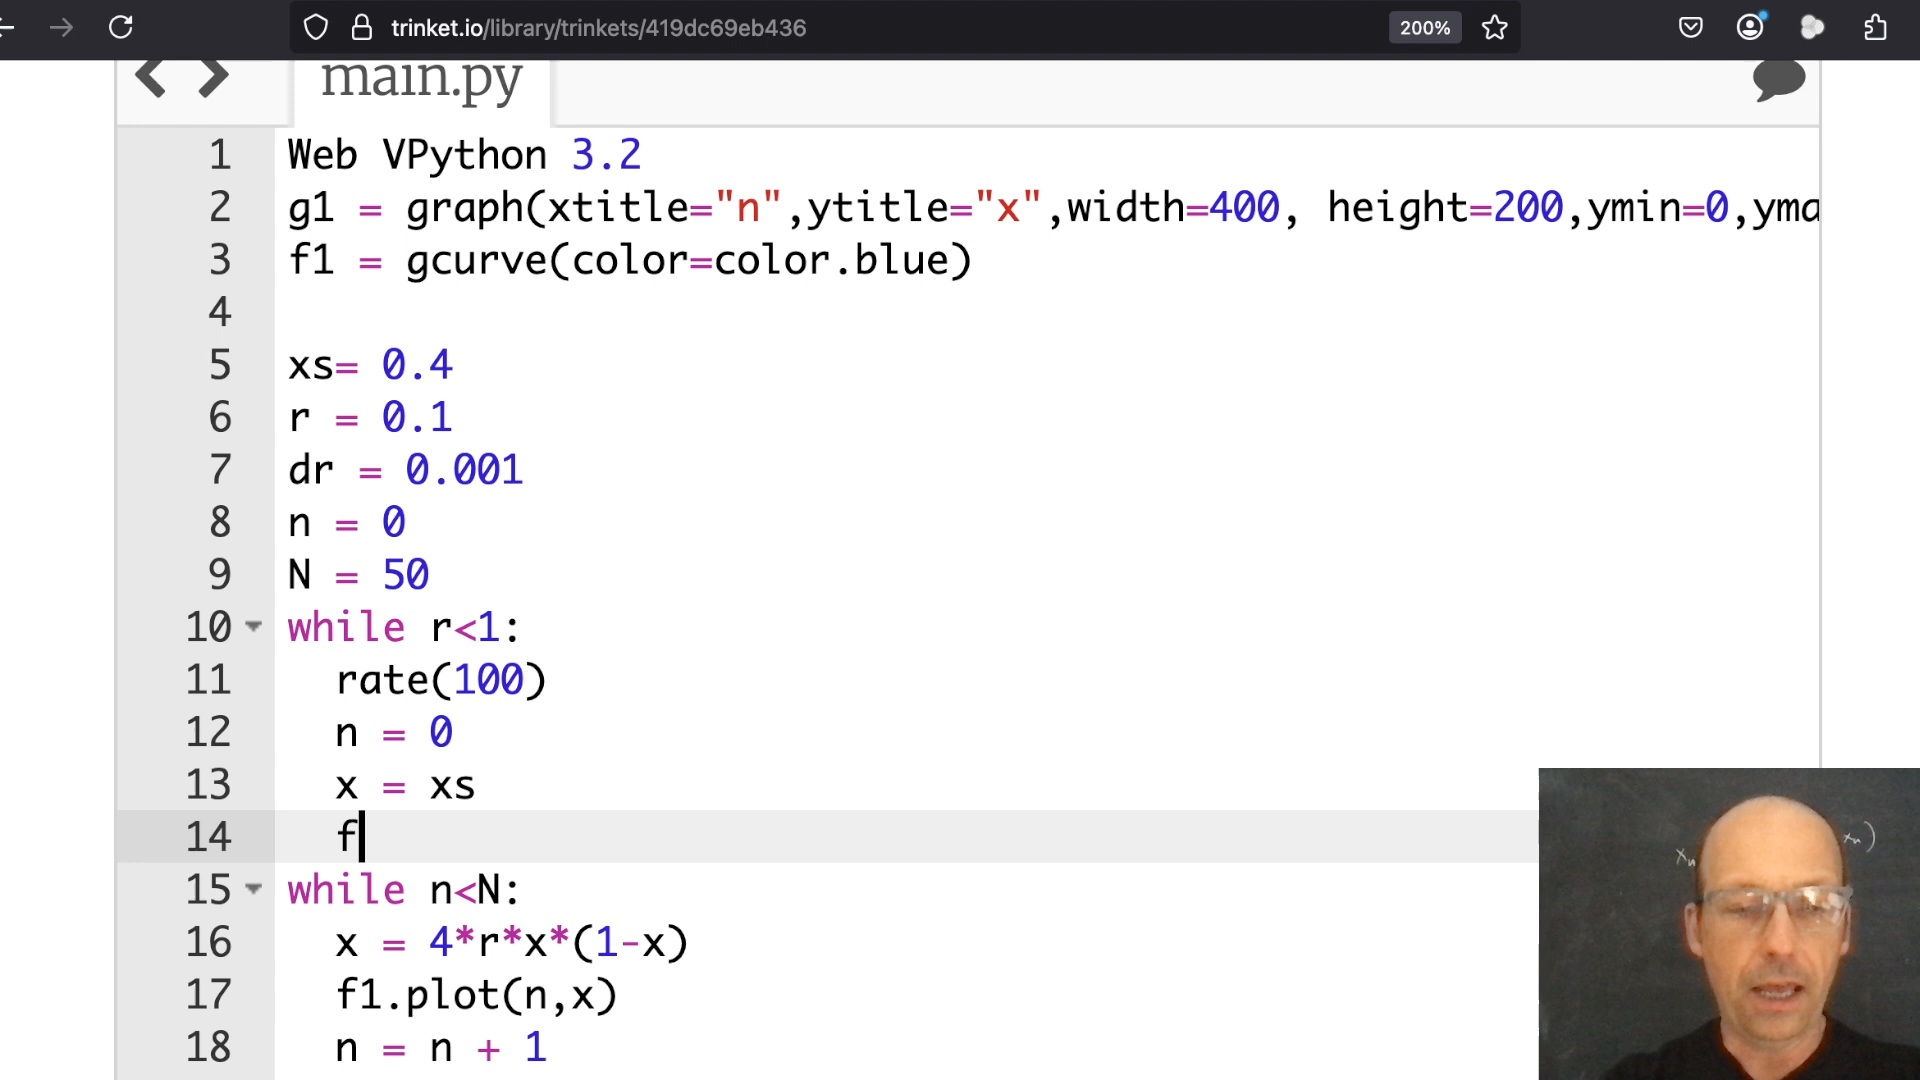 trinket.io/library/trinkets/419dc69eb436
200%
main.py
1 Web VPython 3.2
2 g1 = graph(xtitle="n",ytitle="x",width=400, height=200,ymin=0,yma
3 f1 = gcurve(color=color.blue)
4
5 xs= 0.4
6 r = 0.1
7 dr = 0.001
8 n = 0
9 N = 50
10 while r<1:
11 rate(100)
12 n = 0
13 x = xs
14 f
15 while n<N:
16 x = 4*r*x*(1-x)
17 f1.plot(n,x)
18 n = n + 1
xn
xn)